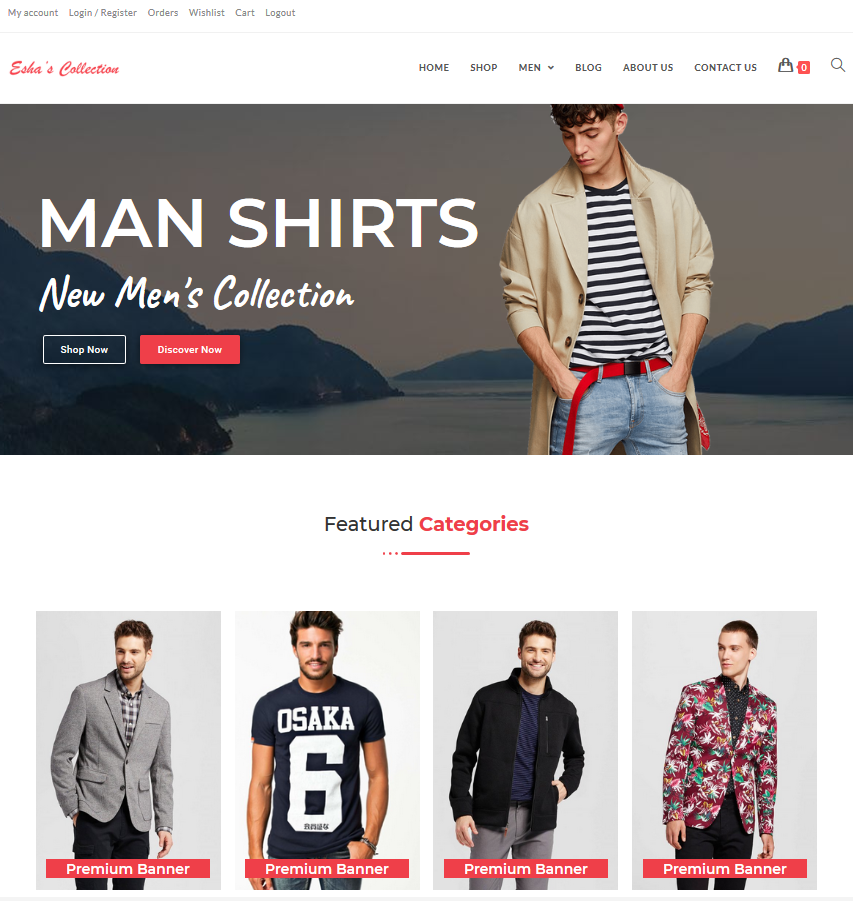 My account Login / Register Orders Wishlist Cart Logout
Esha's Collection
HOME SHOP MEN BLOG ABOUT US CONTACT US 0
MAN SHIRTS
New Men's Collection
Shop Now Discover Now
Featured Categories
OSAKA
6
Premium Banner Premium Banner Premium Banner Premium Banner